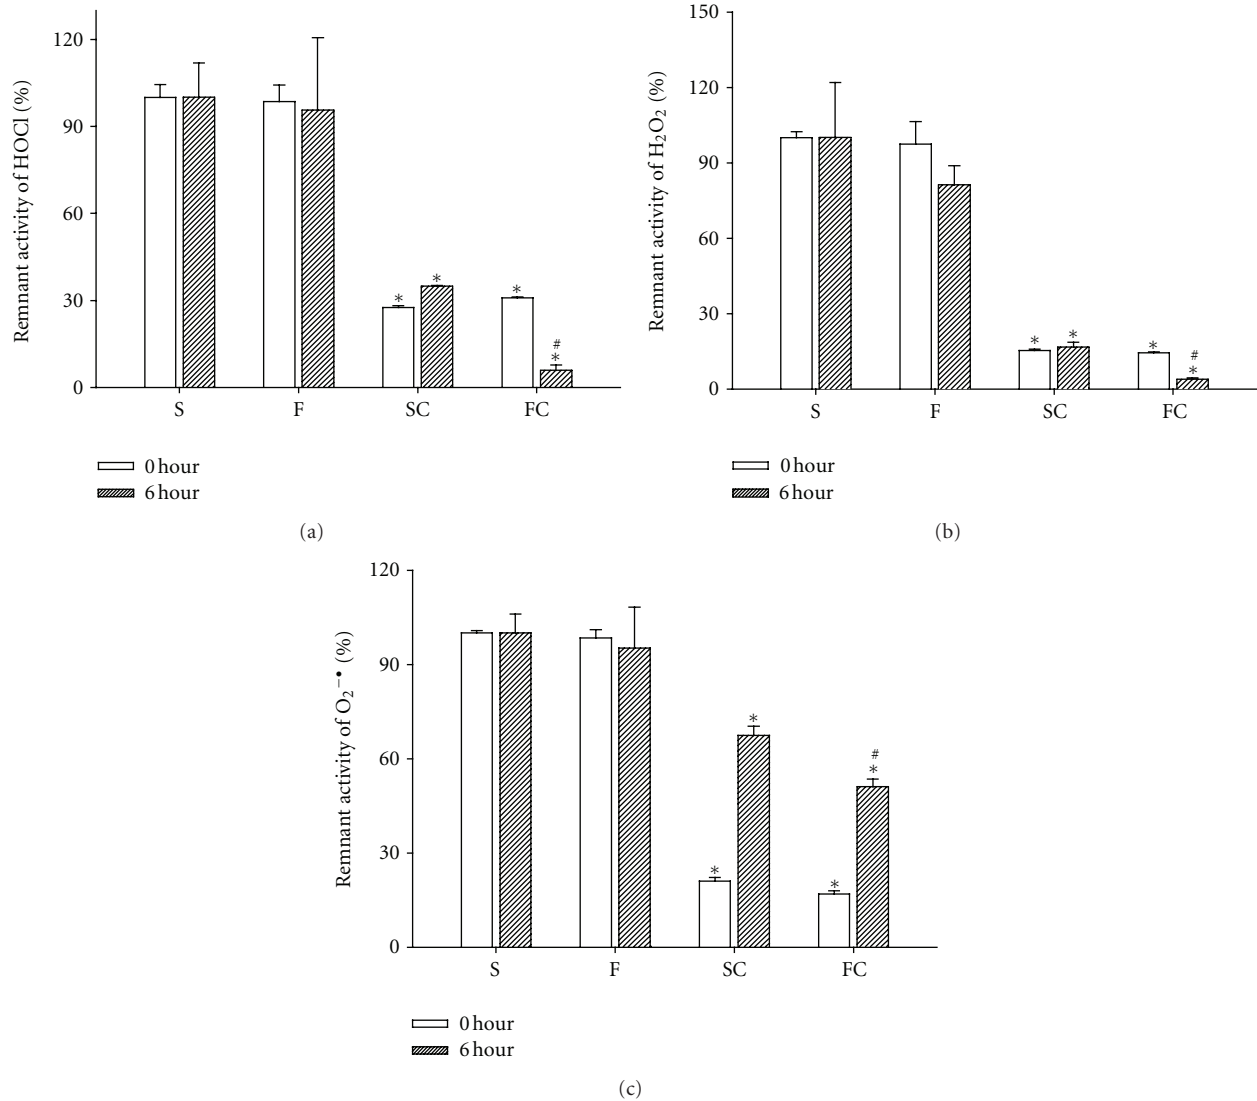 Remnant activity of HOCl (%)
120
90
60
30
0
*
*
*
#
*
S F SC FC
0 hour
6 hour
(a)
Remnant activity of H₂O₂ (%)
150
120
90
60
30
0
*
*
*
#
*
S F SC FC
0 hour
6 hour
(b)
Remnant activity of O₂⁻• (%)
120
90
60
30
0
*
*
*
#
*
S F SC FC
0 hour
6 hour
(c)